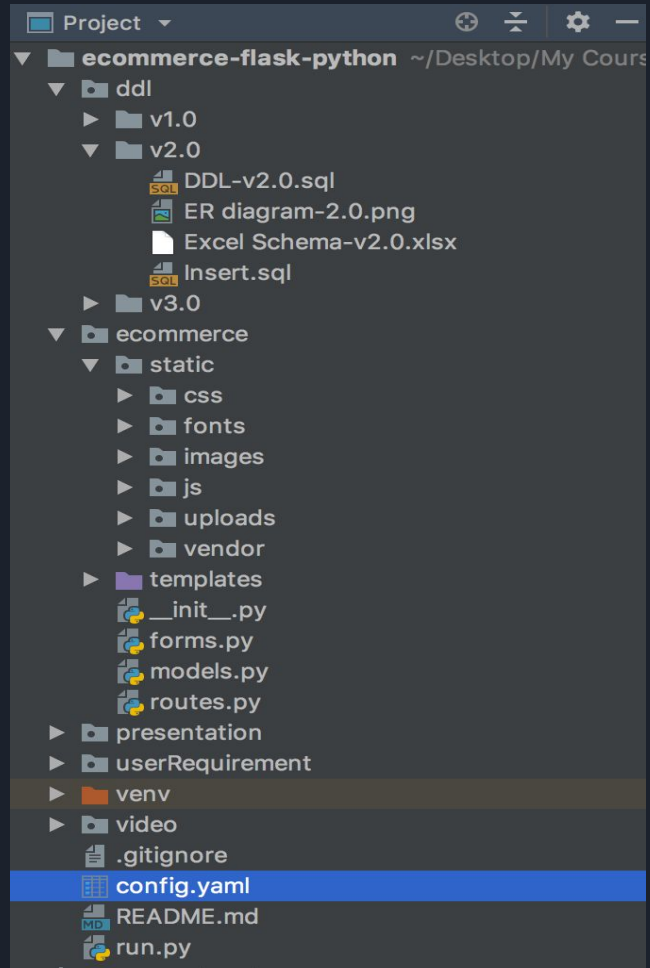 Project
ecommerce-flask-python ~/Desktop/My Cours
ddl
v1.0
v2.0
SQL DDL-v2.0.sql
ER diagram-2.0.png
Excel Schema-v2.0.xlsx
SQL Insert.sql
v3.0
ecommerce
static
css
fonts
images
js
uploads
vendor
templates
__init__.py
forms.py
models.py
routes.py
presentation
userRequirement
venv
video
.gitignore
config.yaml
MD README.md
run.py